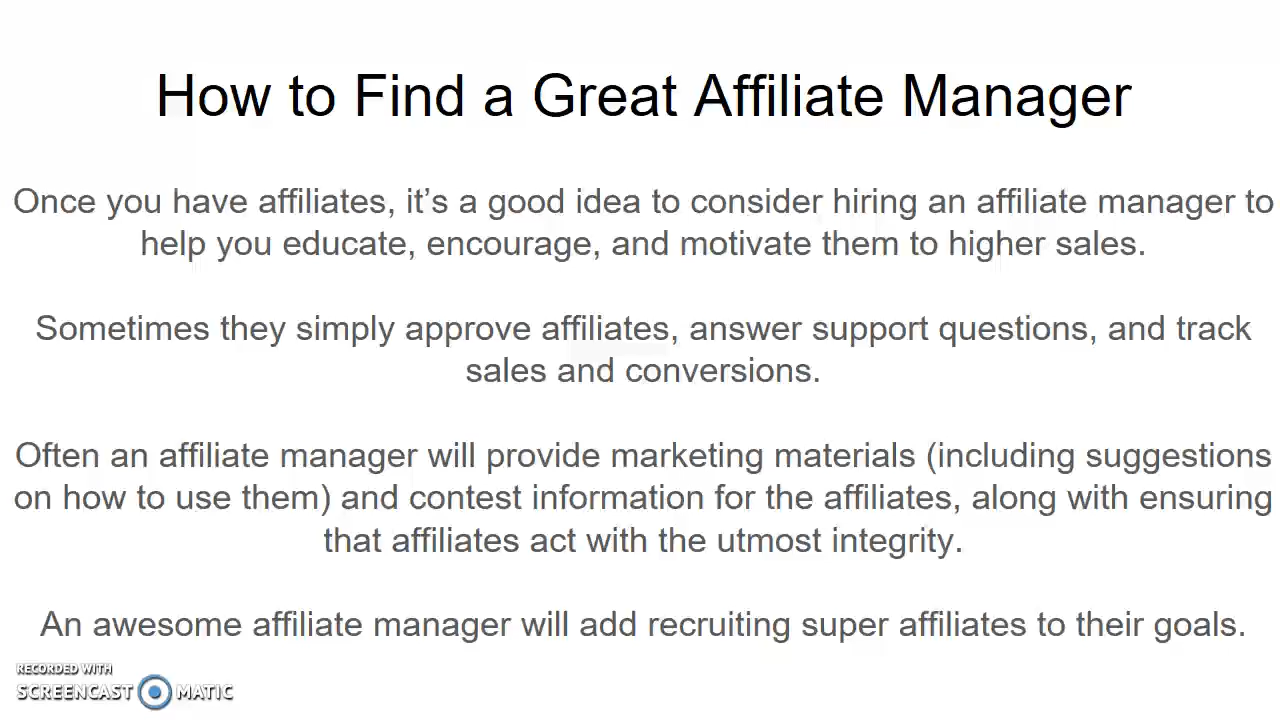 How to Find a Great Affiliate Manager
Once you have affiliates, it’s a good idea to consider hiring an affiliate manager to
help you educate, encourage, and motivate them to higher sales.
Sometimes they simply approve affiliates, answer support questions, and track
sales and conversions.
Often an affiliate manager will provide marketing materials (including suggestions
on how to use them) and contest information for the affiliates, along with ensuring
that affiliates act with the utmost integrity.
An awesome affiliate manager will add recruiting super affiliates to their goals.
RECORDED WITH
SCREENCAST MATIC